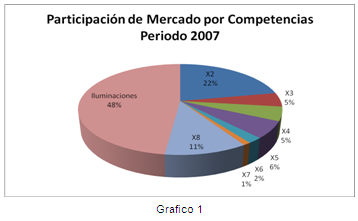 Participación de Mercado por Competencias
Periodo 2007
X2
22%
X3
5%
X4
5%
X5
6%
X6
2%
X7
1%
X8
11%
Iluminaciones
48%
Grafico 1